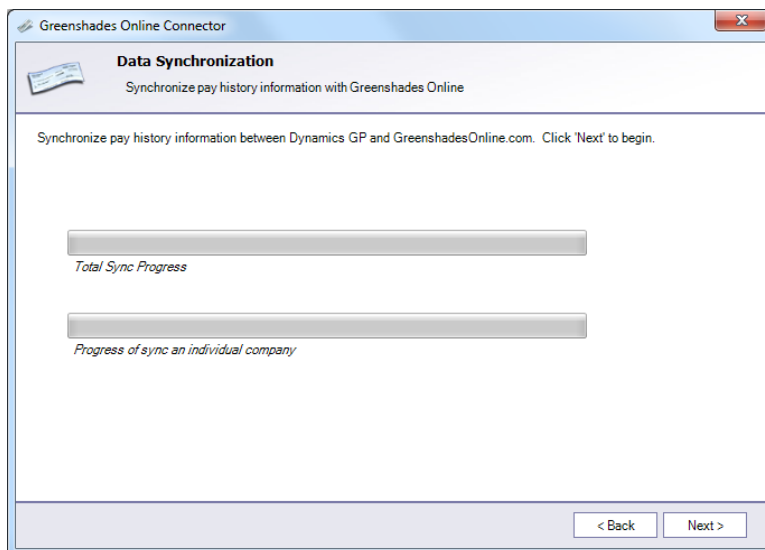 Greenshades Online Connector
Data Synchronization
Synchronize pay history information with Greenshades Online
Synchronize pay history information between Dynamics GP and GreenshadesOnline.com. Click 'Next' to begin.
Total Sync Progress
Progress of sync an individual company
< Back Next >